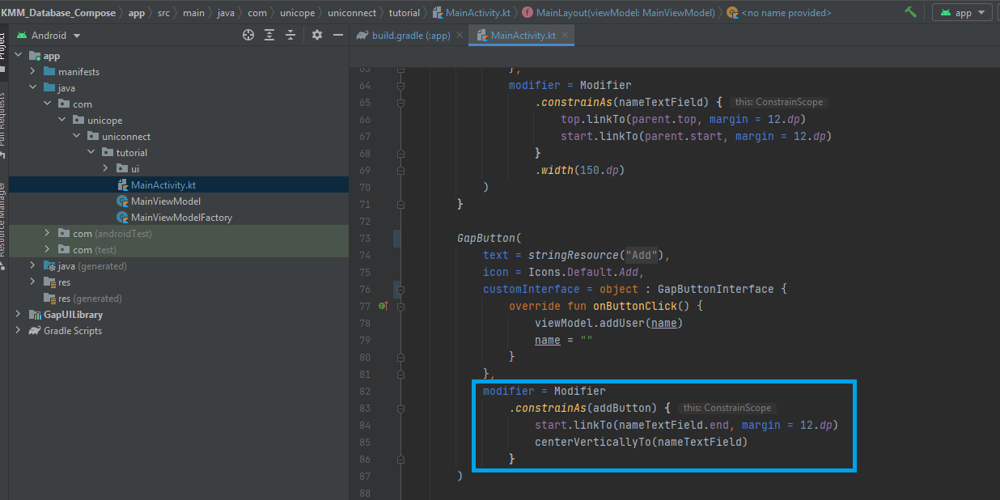 KMM_Database_Compose app src main java com unicope uniconnect tutorial MainActivity.kt MainLayout(viewModel: MainViewModel) <no name provided> app
Android
build.gradle (:app) MainActivity.kt
Project
Pull Requests
Resource Manager
app
manifests
java
com
unicope
uniconnect
tutorial
ui
MainActivity.kt
MainViewModel
MainViewModelFactory
com (androidTest)
com (test)
java (generated)
res
res (generated)
GapUILibrary
Gradle Scripts
63 },
64 modifier = Modifier
65 .constrainAs(nameTextField) { this: ConstrainScope
66 top.linkTo(parent.top, margin = 12.dp)
67 start.linkTo(parent.start, margin = 12.dp)
68 }
69 .width(150.dp)
70 )
71 }
72
73 GapButton(
74 text = stringResource("Add"),
75 icon = Icons.Default.Add,
76 customInterface = object : GapButtonInterface {
77 override fun onButtonClick() {
78 viewModel.addUser(name)
79 name = ""
80 }
81 },
82 modifier = Modifier
83 .constrainAs(addButton) { this: ConstrainScope
84 start.linkTo(nameTextField.end, margin = 12.dp)
85 centerVerticallyTo(nameTextField)
86 }
87 )
88